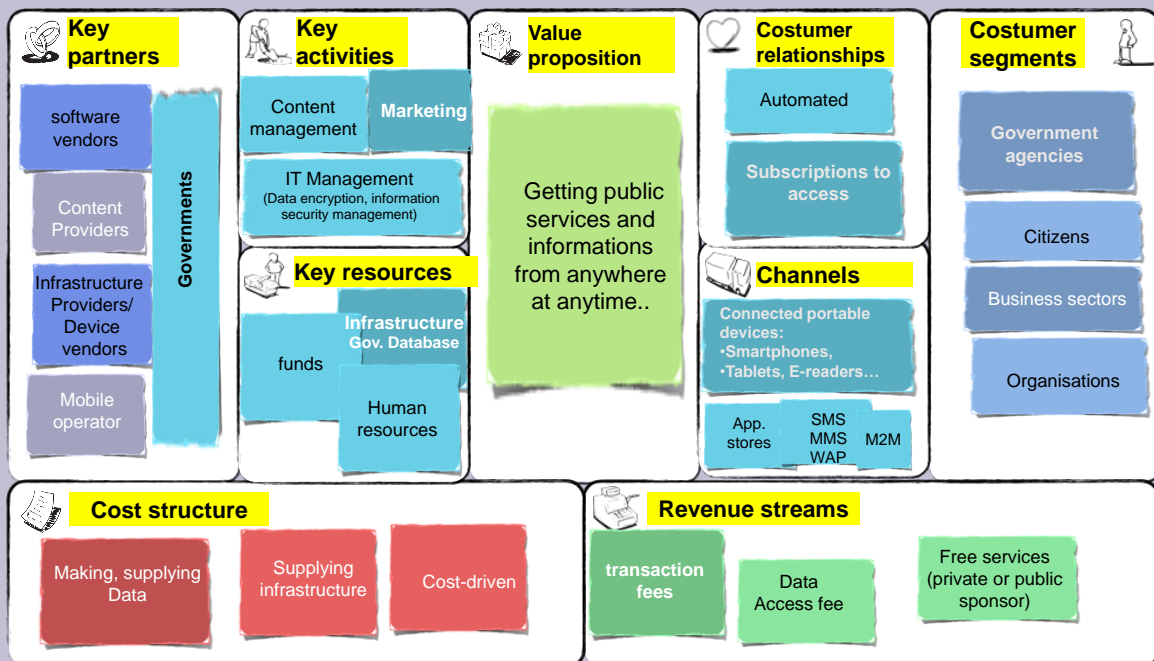 Key
partners
software
vendors
Content
Providers
Infrastructure
Providers/
Device
vendors
Mobile
operator
Governments
Key
activities
Content
management
Marketing
IT Management
(Data encryption, information
security management)
Key resources
funds
Infrastructure
Gov. Database
Human
resources
Value
proposition
Getting public
services and
informations
from anywhere
at anytime..
Costumer
relationships
Automated
Subscriptions to
access
Channels
Connected portable
devices:
•Smartphones,
•Tablets, E-readers…
App.
stores
SMS
MMS
WAP
M2M
Costumer
segments
Government
agencies
Citizens
Business sectors
Organisations
Cost structure
Making, supplying
Data
Supplying
infrastructure
Cost-driven
Revenue streams
transaction
fees
Data
Access fee
Free services
(private or public
sponsor)